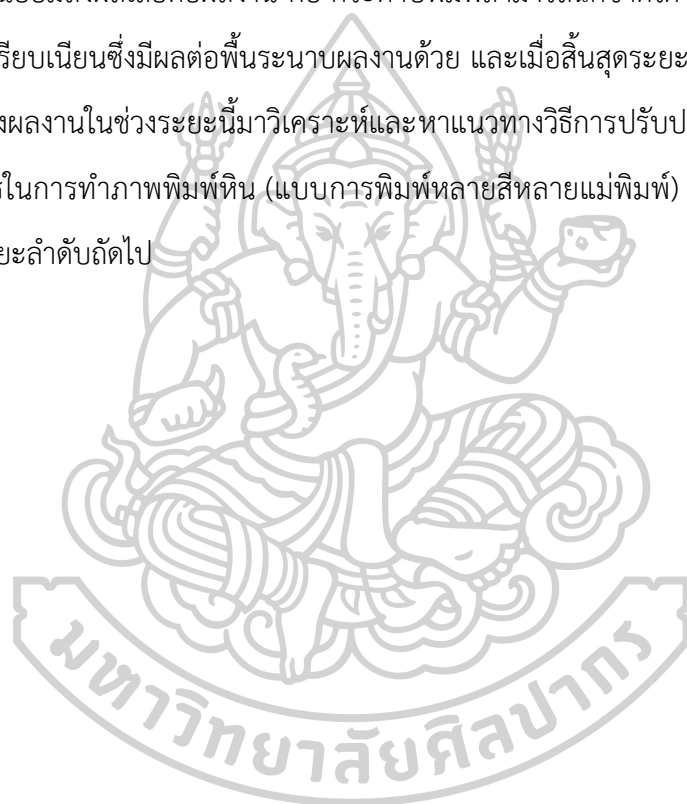 รียบเนียนซึ่งมีผลต่อพื้นระนาบผลงานด้วย และเมื่อสิ้นสุดระยะ
งผลงานในช่วงระยะนี้มาวิเคราะห์และหาแนวทางวิธีการปรับป
รในการทำภาพพิมพ์หิน (แบบการพิมพ์หลายสีหลายแม่พิมพ์)
ยะลำดับถัดไป
มหาวิทยาลัยศิลปากร